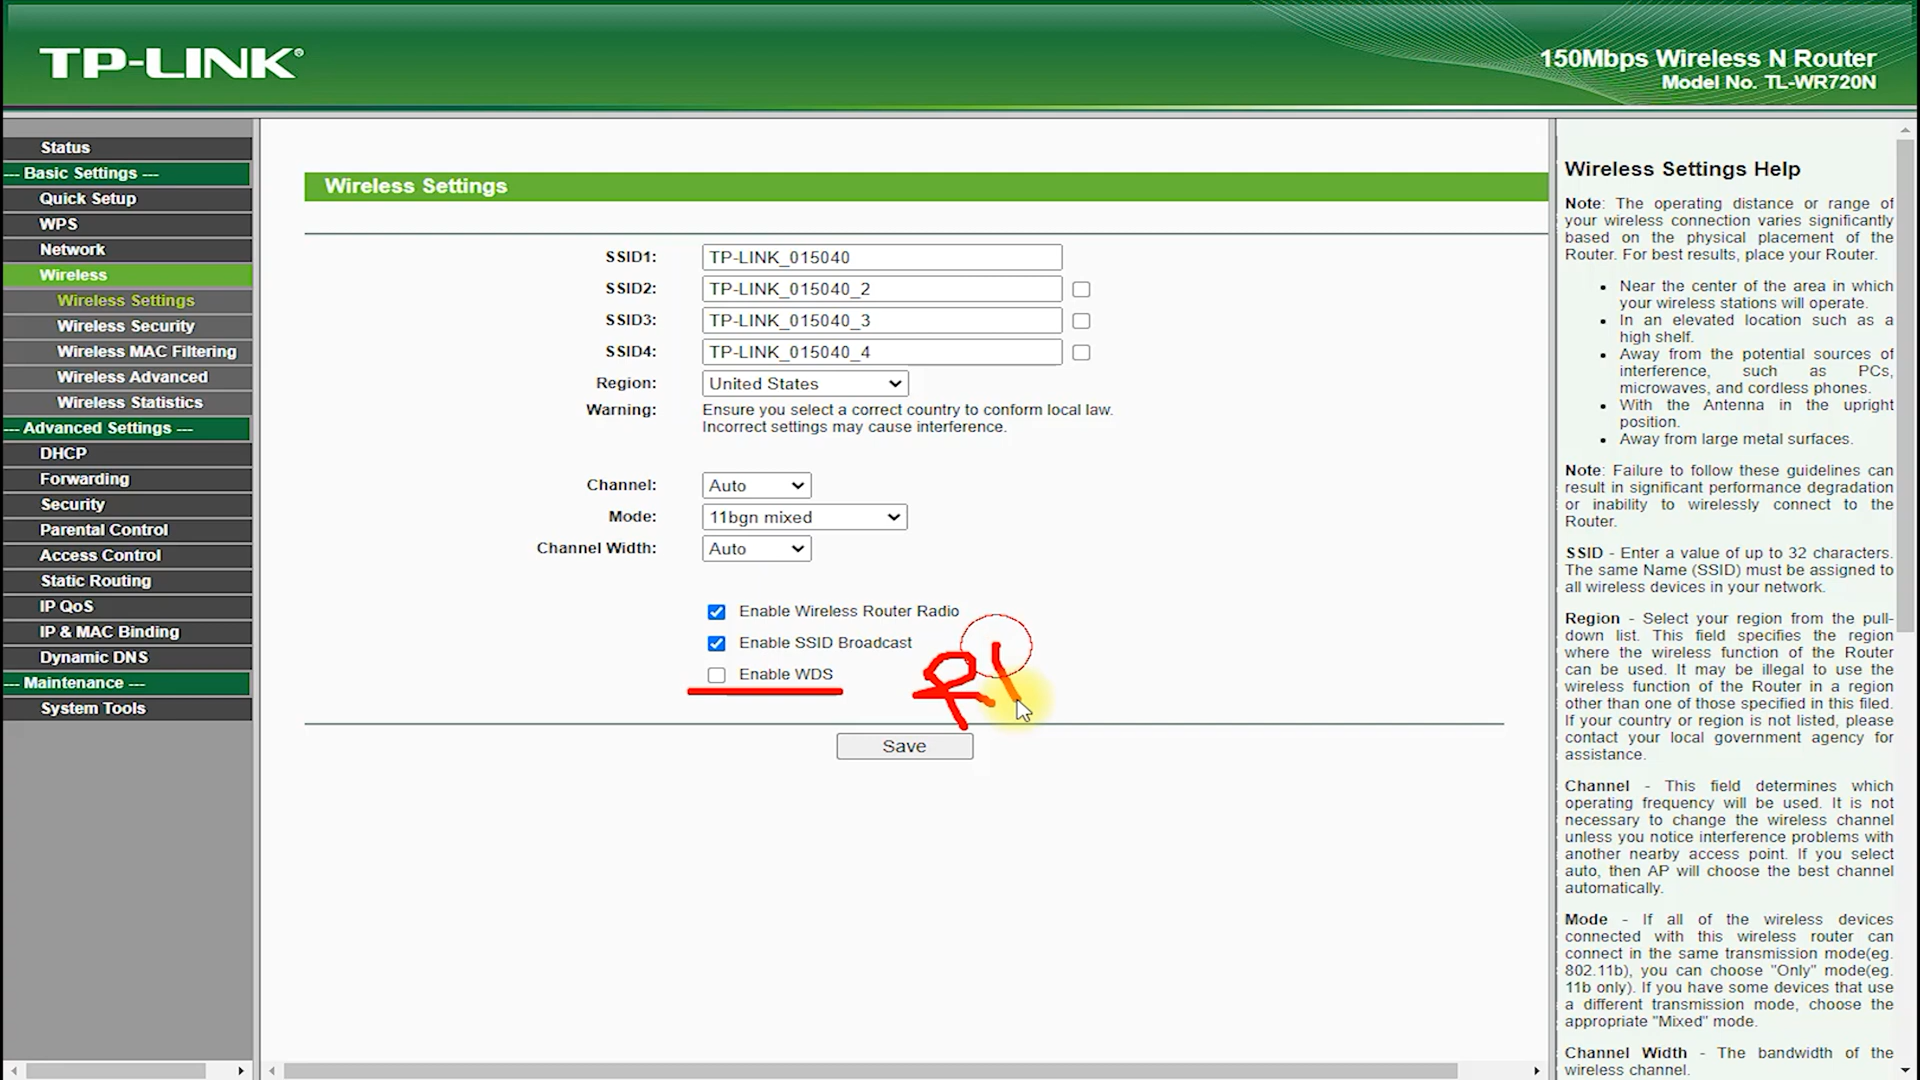 TP-LINK®
150Mbps Wireless N Router
Model No. TL-WR720N
Status
--- Basic Settings ---
Quick Setup
WPS
Network
Wireless
Wireless Settings
Wireless Security
Wireless MAC Filtering
Wireless Advanced
Wireless Statistics
--- Advanced Settings ---
DHCP
Forwarding
Security
Parental Control
Access Control
Static Routing
IP QoS
IP & MAC Binding
Dynamic DNS
--- Maintenance ---
System Tools
Wireless Settings
SSID1: TP-LINK_015040
SSID2: TP-LINK_015040_2
SSID3: TP-LINK_015040_3
SSID4: TP-LINK_015040_4
Region: United States
Warning: Ensure you select a correct country to conform local law.
Incorrect settings may cause interference.
Channel: Auto
Mode: 11bgn mixed
Channel Width: Auto
Enable Wireless Router Radio
Enable SSID Broadcast
Enable WDS
Save
Wireless Settings Help
Note: The operating distance or range of
your wireless connection varies significantly
based on the physical placement of the
Router. For best results, place your Router.
Near the center of the area in which
your wireless stations will operate.
In an elevated location such as a
high shelf.
Away from the potential sources of
interference, such as PCs,
microwaves, and cordless phones.
With the Antenna in the upright
position.
Away from large metal surfaces.
Note: Failure to follow these guidelines can
result in significant performance degradation
or inability to wirelessly connect to the
Router.
SSID - Enter a value of up to 32 characters.
The same Name (SSID) must be assigned to
all wireless devices in your network.
Region - Select your region from the pull-
down list. This field specifies the region
where the wireless function of the Router
can be used. It may be illegal to use the
wireless function of the Router in a region
other than one of those specified in this filed.
If your country or region is not listed, please
contact your local government agency for
assistance.
Channel - This field determines which
operating frequency will be used. It is not
necessary to change the wireless channel
unless you notice interference problems with
another nearby access point. If you select
auto, then AP will choose the best channel
automatically.
Mode - If all of the wireless devices
connected with this wireless router can
connect in the same transmission mode(eg.
802.11b), you can choose "Only" mode(eg.
11b only). If you have some devices that use
a different transmission mode, choose the
appropriate "Mixed" mode.
Channel Width - The bandwidth of the
wireless channel.